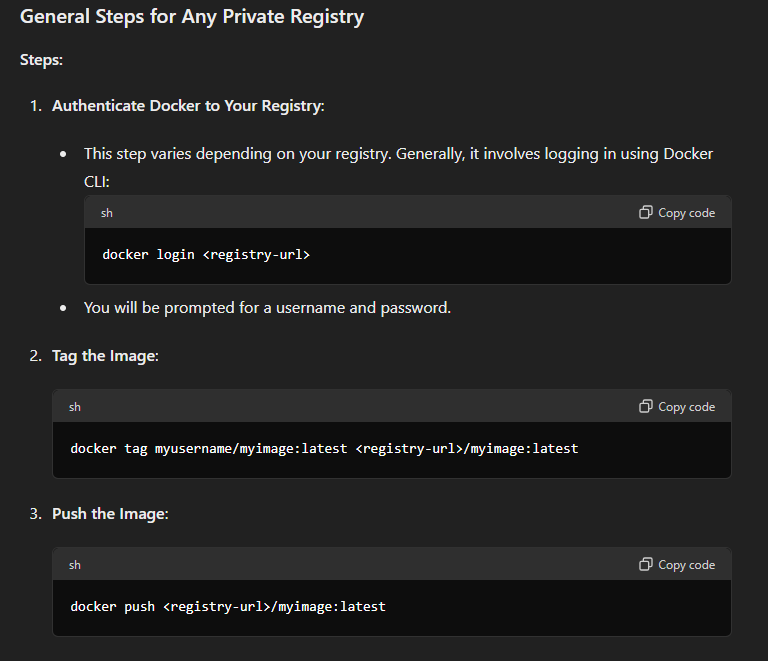 General Steps for Any Private Registry
Steps:
1. Authenticate Docker to Your Registry:
• This step varies depending on your registry. Generally, it involves logging in using Docker
CLI:
sh Copy code
docker login <registry-url>
• You will be prompted for a username and password.
2. Tag the Image:
sh Copy code
docker tag myusername/myimage:latest <registry-url>/myimage:latest
3. Push the Image:
sh Copy code
docker push <registry-url>/myimage:latest